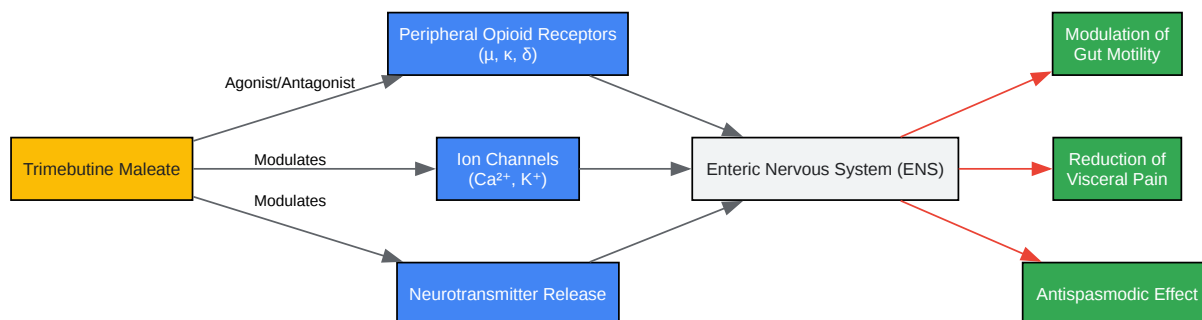 Peripheral Opioid Receptors
(μ, κ, δ)
Modulation of
Gut Motility
Agonist/Antagonist
Trimebutine Maleate
Modulates
Ion Channels
(Ca²⁺, K⁺)
Enteric Nervous System (ENS)
Reduction of
Visceral Pain
Modulates
Neurotransmitter Release
Antispasmodic Effect